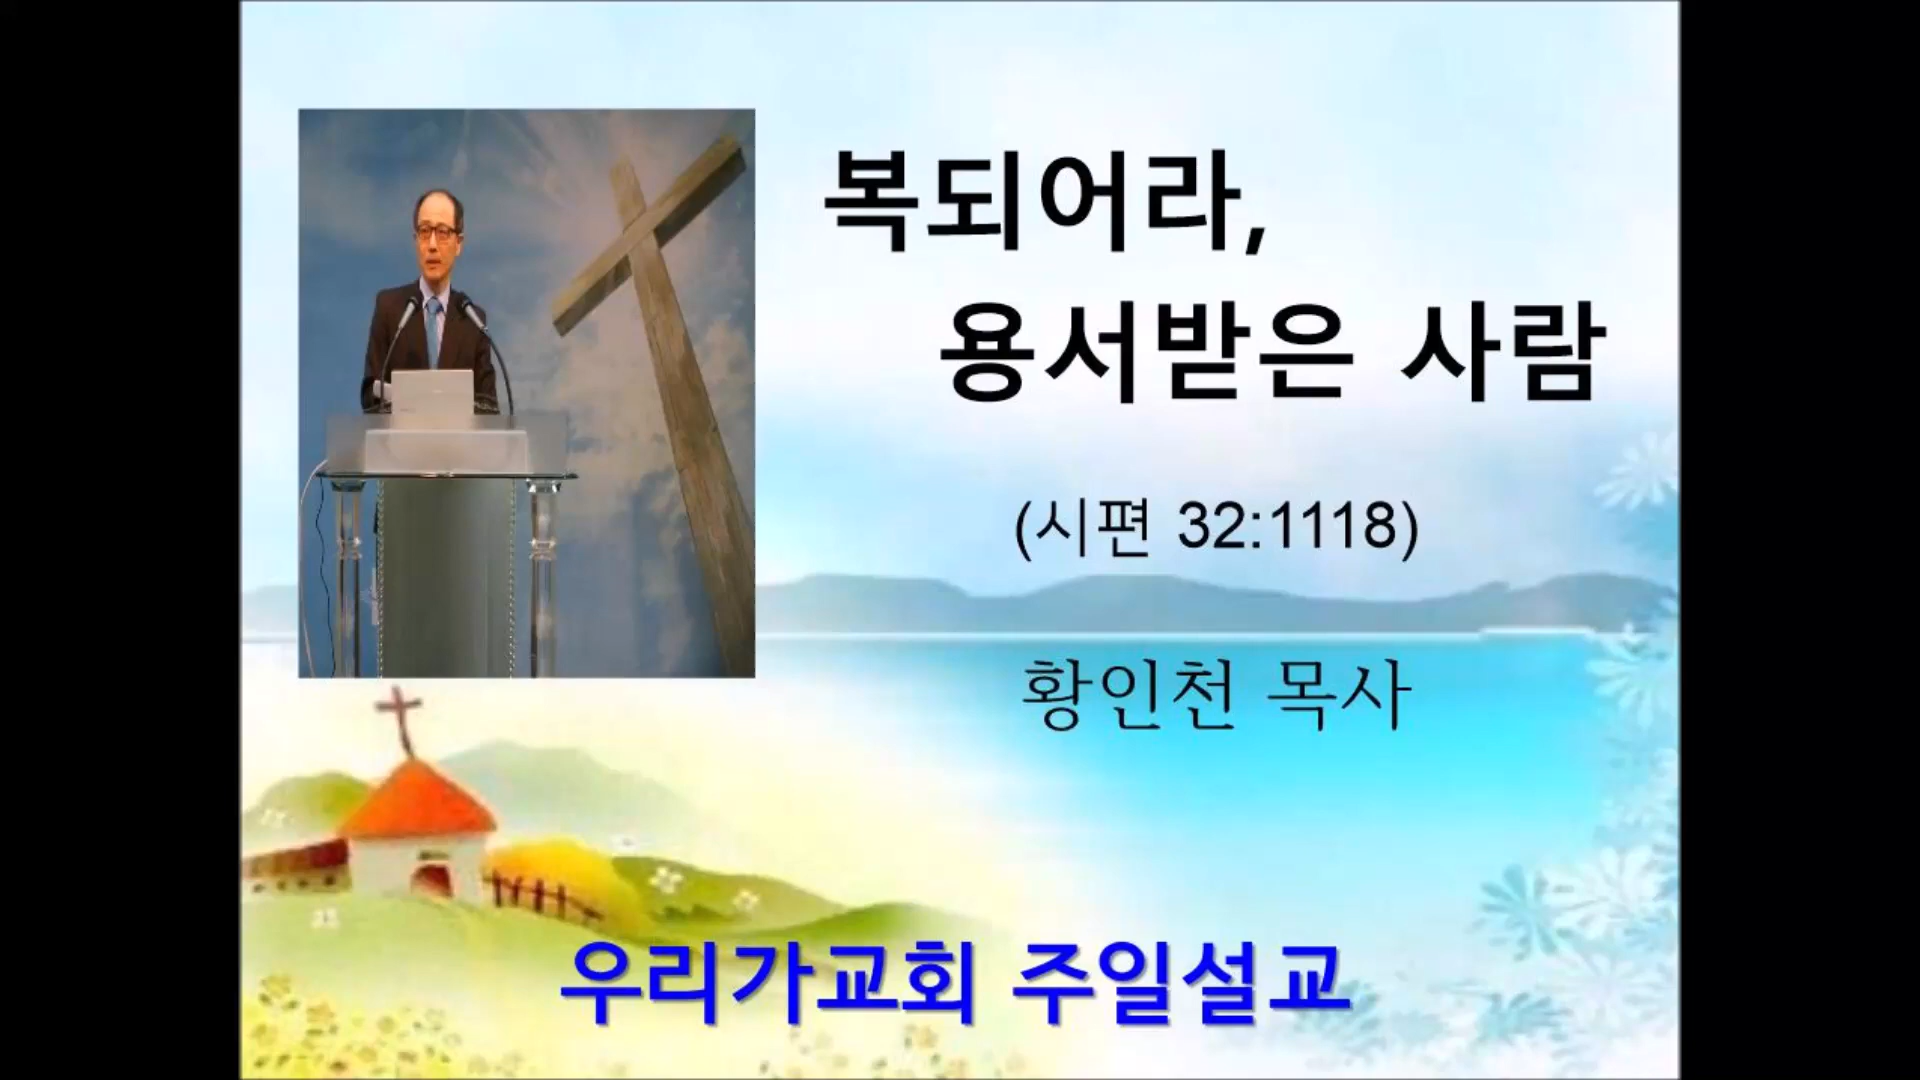 복되어라,
용서받은 사람
(시편 32:1118)
황인천 목사
우리가교회 주일설교